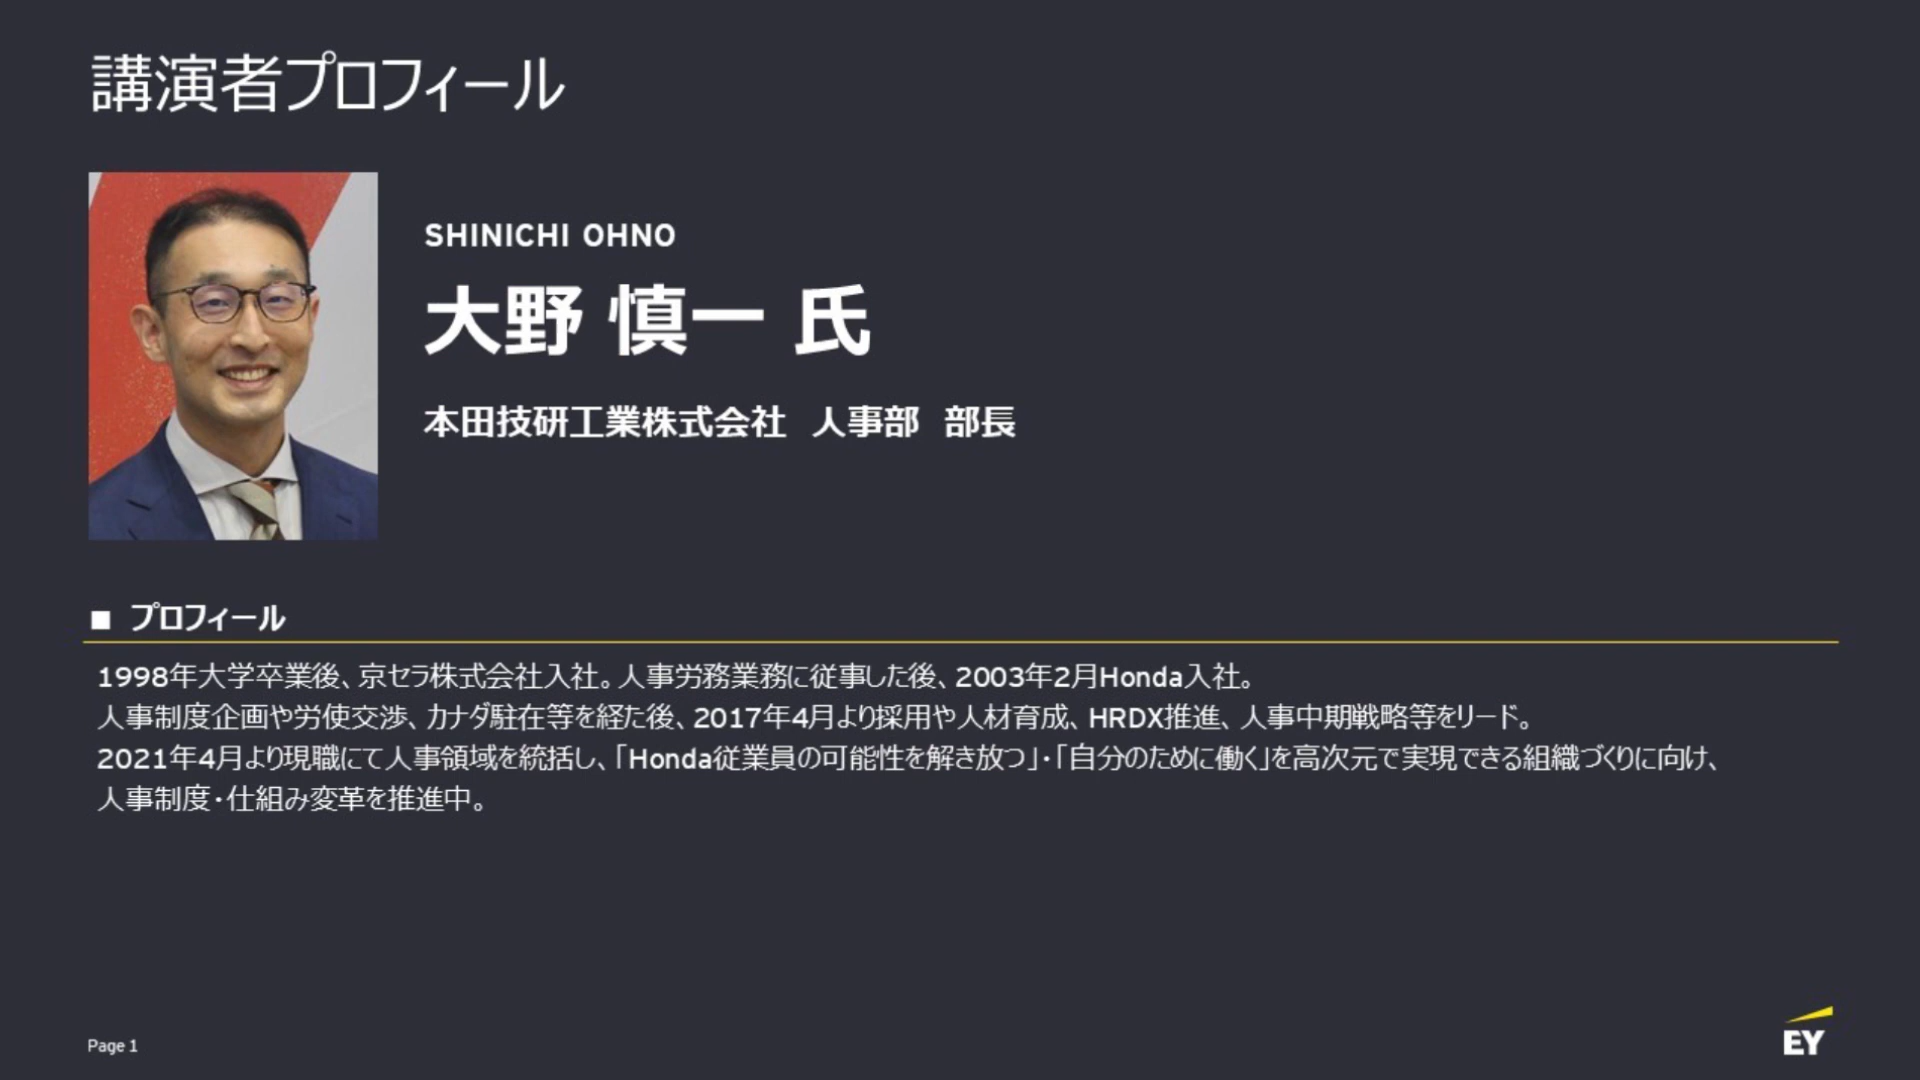 講演者プロフィール
SHINICHI OHNO
大野 慎一 氏
本田技研工業株式会社　人事部　部長
■ プロフィール
1998年大学卒業後、京セラ株式会社入社。人事労務業務に従事した後、2003年2月Honda入社。
人事制度企画や労使交渉、カナダ駐在等を経た後、2017年4月より採用や人材育成、HRDX推進、人事中期戦略等をリード。
2021年4月より現職にて人事領域を統括し、「Honda従業員の可能性を解き放つ」・「自分のために働く」を高次元で実現できる組織づくりに向け、
人事制度・仕組み変革を推進中。
Page 1
EY